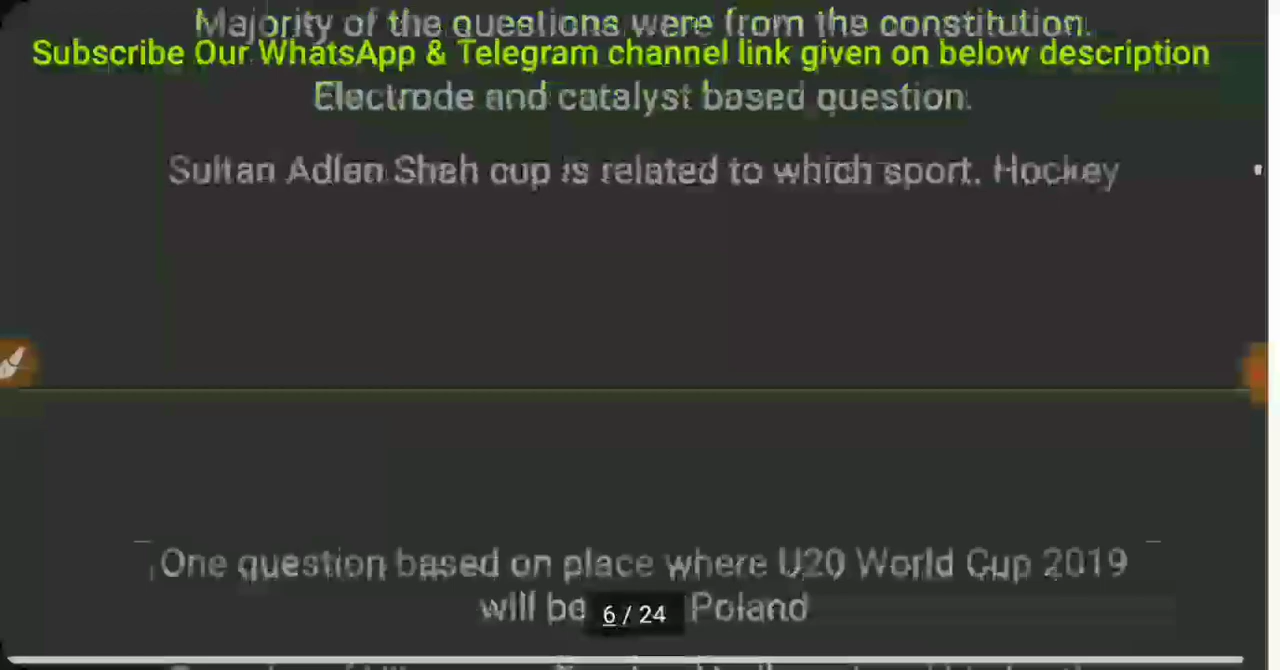 Majority of the questions were from the constitution.
Subscribe Our WhatsApp & Telegram channel link given on below description
Electrode and catalyst based question.
Sultan Adlan Shah cup is related to which sport. Hockey
One question based on place where U20 World Cup 2019
will be Poland
6 / 24